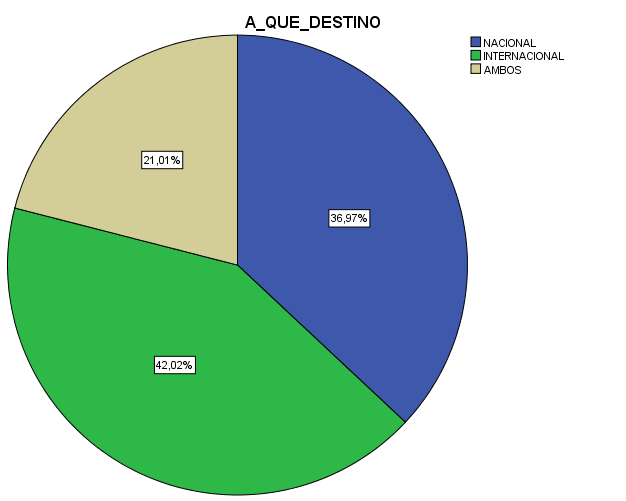 A_QUE_DESTINO
NACIONAL
INTERNACIONAL
AMBOS
21,01%
36,97%
42,02%